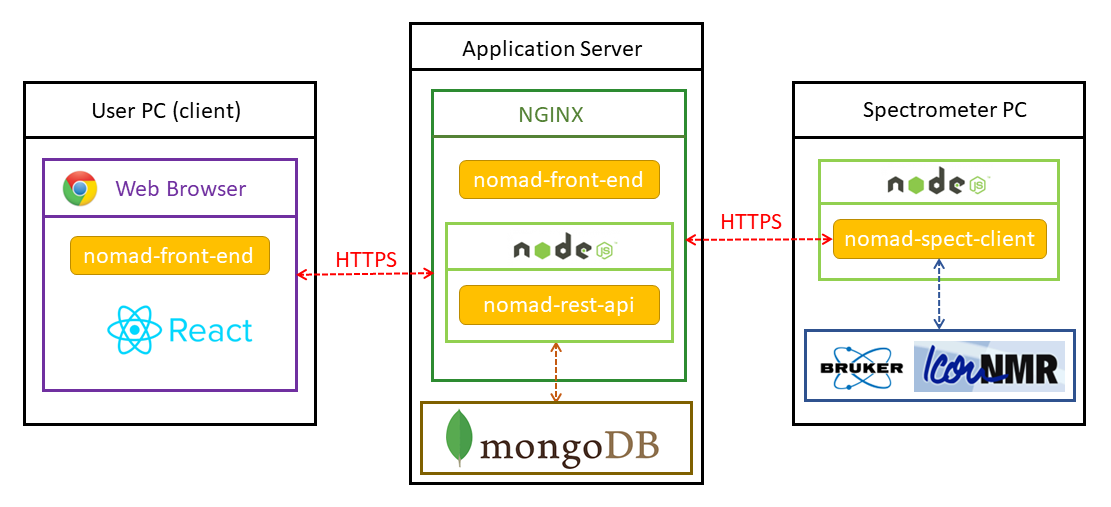 User PC (client)
Web Browser
nomad-front-end
React
HTTPS
Application Server
NGINX
nomad-front-end
node JS
nomad-rest-api
mongoDB
HTTPS
Spectrometer PC
node JS
nomad-spect-client
BRUKER
IconNMR